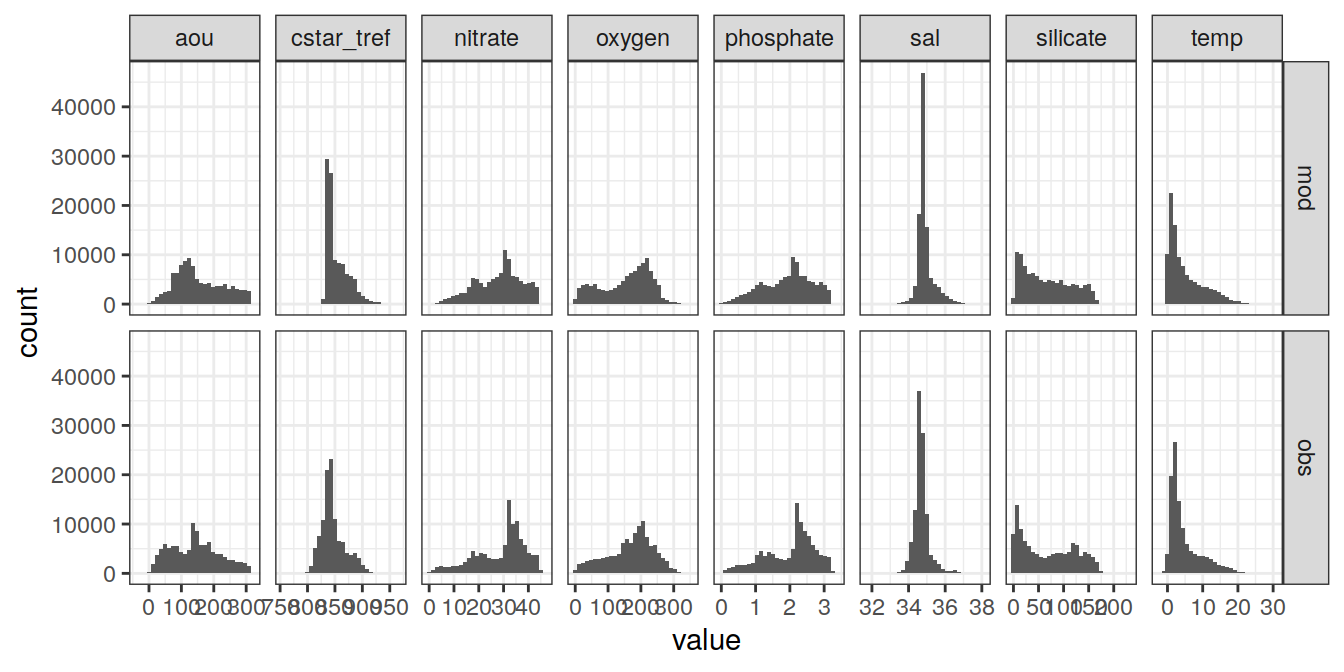 aou cstar_tref nitrate oxygen phosphate sal silicate temp
count
40000
30000
20000
10000
0
mod
40000
30000
20000
10000
0
obs
0 100 200 300 750 800 850 900 950 0 10 20 30 40 0 100 200 300 0 1 2 3 32 34 36 38 0 50 100 150 200 0 10 20 30
value